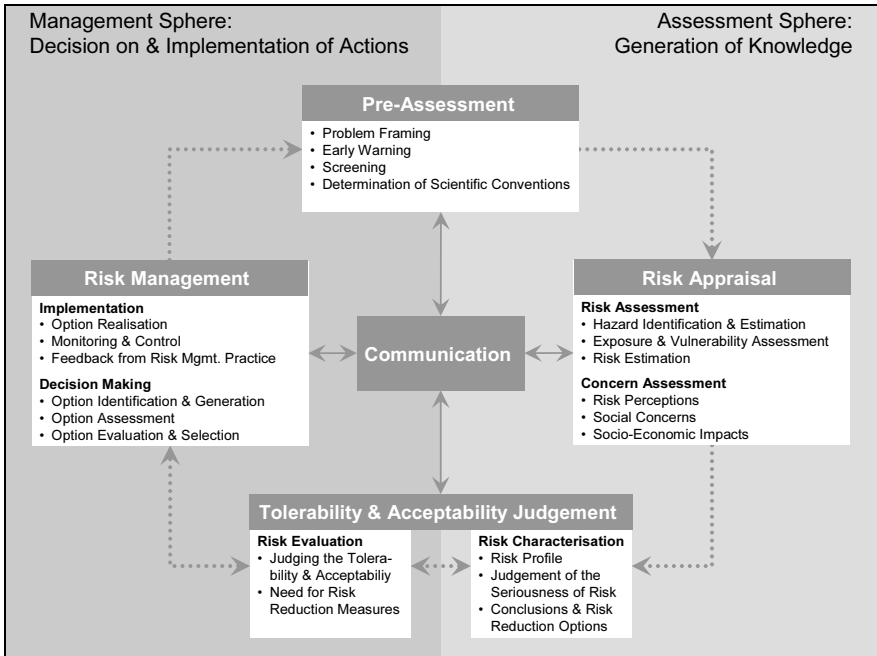 Management Sphere:
Decision on & Implementation of Actions
Assessment Sphere:
Generation of Knowledge
Pre-Assessment
• Problem Framing
• Early Warning
• Screening
• Determination of Scientific Conventions
Risk Management
Implementation
• Option Realisation
• Monitoring & Control
• Feedback from Risk Mgmt. Practice
Decision Making
• Option Identification & Generation
• Option Assessment
• Option Evaluation & Selection
Communication
Risk Appraisal
Risk Assessment
• Hazard Identification & Estimation
• Exposure & Vulnerability Assessment
• Risk Estimation
Concern Assessment
• Risk Perceptions
• Social Concerns
• Socio-Economic Impacts
Tolerability & Acceptability Judgement
Risk Evaluation
• Judging the Tolera-
bility & Acceptabiliy
• Need for Risk
Reduction Measures
Risk Characterisation
• Risk Profile
• Judgement of the
Seriousness of Risk
• Conclusions & Risk
Reduction Options